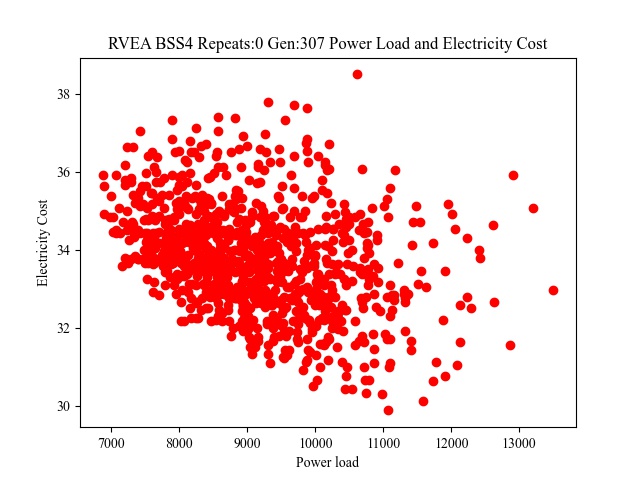 RVEA BSS4 Repeats:0 Gen:307 Power Load and Electricity Cost
Electricity Cost
38
36
34
32
30
7000 8000 9000 10000 11000 12000 13000
Power load